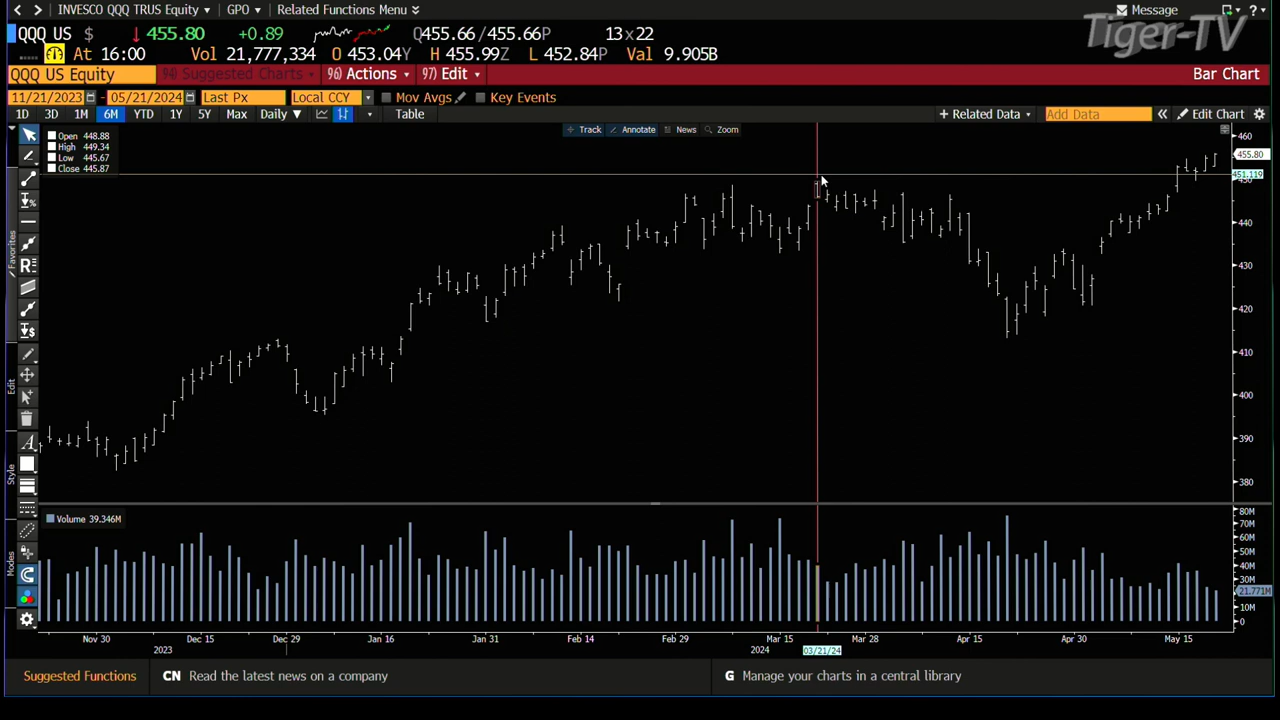 INVESCO QQQ TRUS Equity GPO Related Functions Menu Message ?
QQQ US $ ↓ 455.80 +0.89 Q455.66/455.66P 13x22 Tiger-TV
At 16:00 Vol 21,777,334 O 453.04Y H 455.99Z L 452.84P Val 9.905B
QQQ US Equity 94) Suggested Charts 96) Actions 97) Edit Bar Chart
11/21/2023 - 05/21/2024 Last Px Local CCY Mov Avgs Key Events
1D 3D 1M 6M YTD 1Y 5Y Max Daily ▼ Table + Related Data Add Data « Edit Chart
Track Annotate News Zoom
Open 448.88
High 449.34
Low 445.67
Close 445.87
460
455.80
451.119
450
440
430
420
410
400
390
380
Favorites
Edit
Style
Modes
Volume 39.346M
80M
70M
60M
50M
40M
30M
21.771M
10M
0
Nov 30 Dec 15 Dec 29 Jan 16 Jan 31 Feb 14 Feb 29 Mar 15 Mar 28 Apr 15 Apr 30 May 15
2023 2024 03/21/24
Suggested Functions CN Read the latest news on a company G Manage your charts in a central library